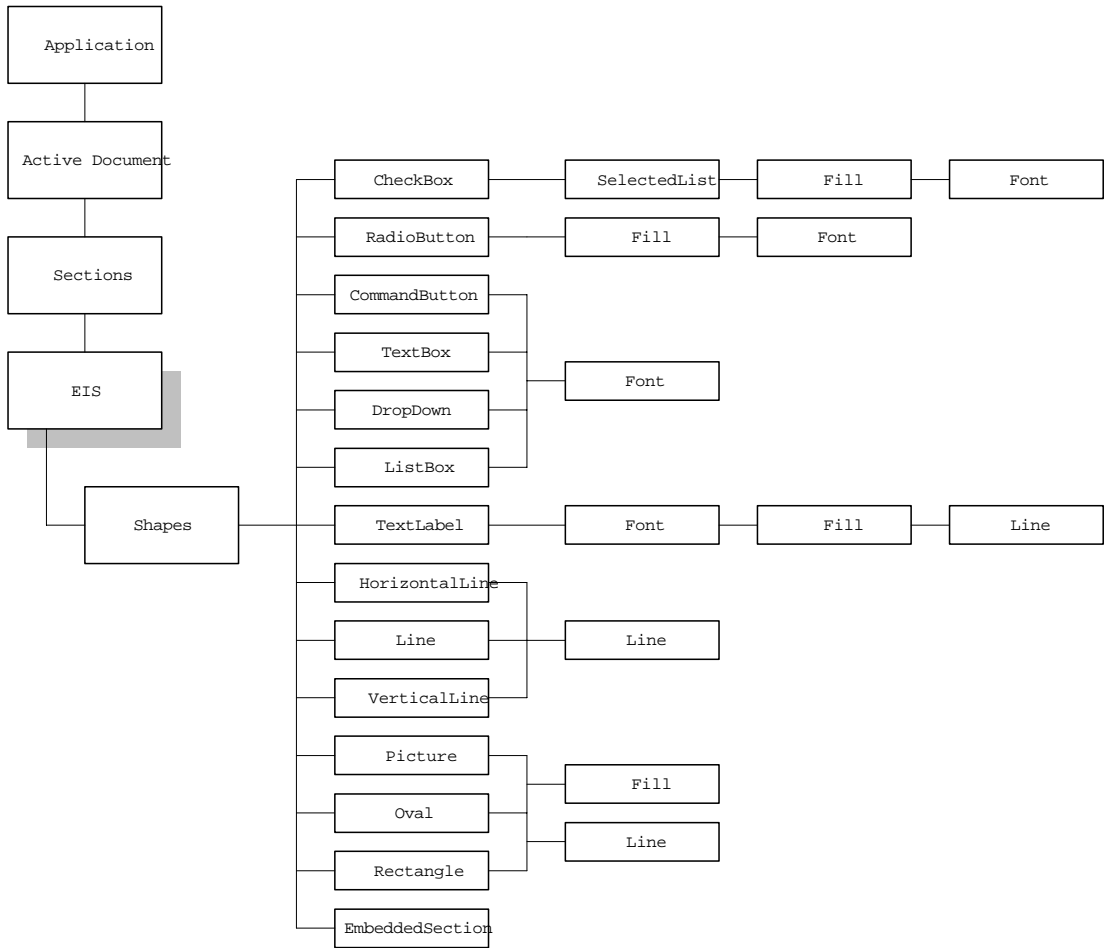 Application
Active Document
Sections
EIS
Shapes
CheckBox
SelectedList
Fill
Font
RadioButton
Fill
Font
CommandButton
TextBox
DropDown
ListBox
Font
TextLabel
Font
Fill
Line
HorizontalLine
Line
VerticalLine
Line
Picture
Oval
Rectangle
Fill
Line
EmbeddedSection